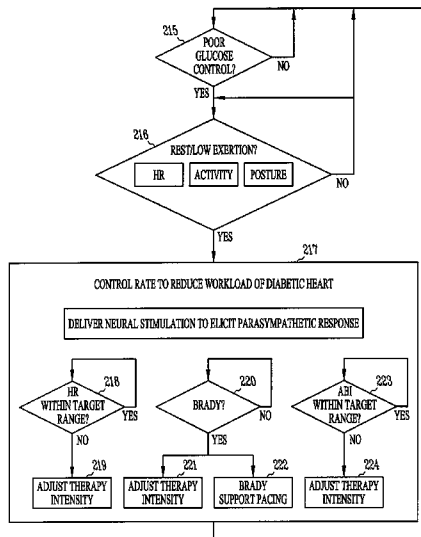 215
POOR
GLUCOSE
CONTROL?
NO
YES
216
REST/LOW EXERTION?
HR
ACTIVITY
POSTURE
NO
YES
217
CONTROL RATE TO REDUCE WORKLOAD OF DIABETIC HEART
DELIVER NEURAL STIMULATION TO ELICIT PARASYMPATHETIC RESPONSE
218
HR
WITHIN TARGET
RANGE?
YES
NO
219
ADJUST THERAPY
INTENSITY
220
BRADY?
NO
YES
221
ADJUST THERAPY
INTENSITY
222
BRADY
SUPPORT PACING
223
ABI
WITHIN TARGET
RANGE?
YES
NO
224
ADJUST THERAPY
INTENSITY